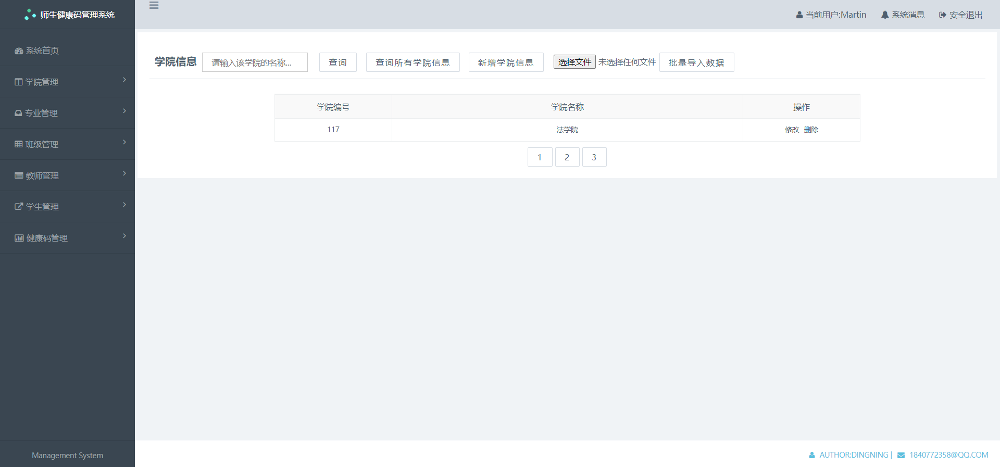 师生健康码管理系统
当前用户:Martin 系统消息 安全退出
系统首页
学院管理
专业管理
班级管理
教师管理
学生管理
健康码管理
Management System
学院信息 请输入该学院的名称... 查询 查询所有学院信息 新增学院信息 选择文件 未选择任何文件 批量导入数据
学院编号 学院名称 操作
117 法学院 修改 删除
1 2 3
AUTHOR:DINGNING | 1840772358@QQ.COM